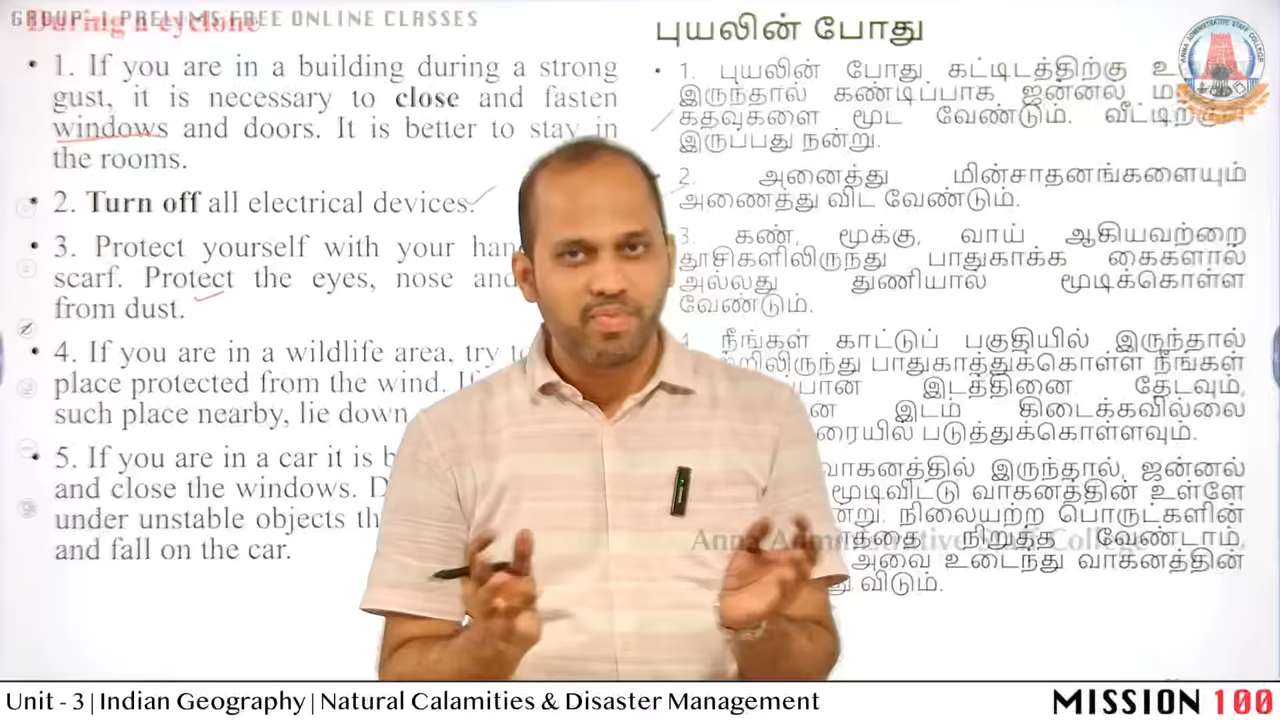 GROUP- 1 PRELIMS FREE ONLINE CLASSES
During a cyclone
• 1. If you are in a building during a strong
gust, it is necessary to close and fasten
windows and doors. It is better to stay in
the rooms.
• 2. Turn off all electrical devices.
• 3. Protect yourself with your
scarf. Protect the eyes, nose and
from dust.
• 4. If you are in a wildlife area, try
place protected from the wind.
such place nearby, lie down
• 5. If you are in a car it is
and close the windows.
under unstable objects
and fall on the car.
புயலின் போது
• 1. புயலின் போது கட்டிடத்திற்கு
இருந்தால் கண்டிப்பாக ஜன்னல்
கதவுகளை மூட வேண்டும்.
இருப்பது நன்று.
• 2. அனைத்து மின்சாதனங்களையும்
அணைத்து விட வேண்டும்.
3. கண், மூக்கு, வாய் ஆகியவற்றை
தூசிகளிலிருந்து பாதுகாக்க கைகளால்
அல்லது துணியால் மூடிக்கொள்ள
வேண்டும்.
நீங்கள் காட்டுப் பகுதியில் இருந்தால்
பாதுகாத்துக்கொள்ள நீங்கள்
இடத்தினை தேடவும்,
இடம் கிடைக்கவில்லை
படுத்துக்கொள்ளவும்.
இருந்தால், ஜன்னல்
மூடிவிட்டு வாகனத்தின் உள்ளே
நிலையற்ற பொருட்களின்
நிறுத்த வேண்டாம்,
அவை உடைந்து வாகனத்தின்
விடும்.
ANNA ADMINISTRATIVE STAFF COLLEGE
Anna Administrative Staff College
Unit - 3 | Indian Geography | Natural Calamities & Disaster Management
MISSION 100